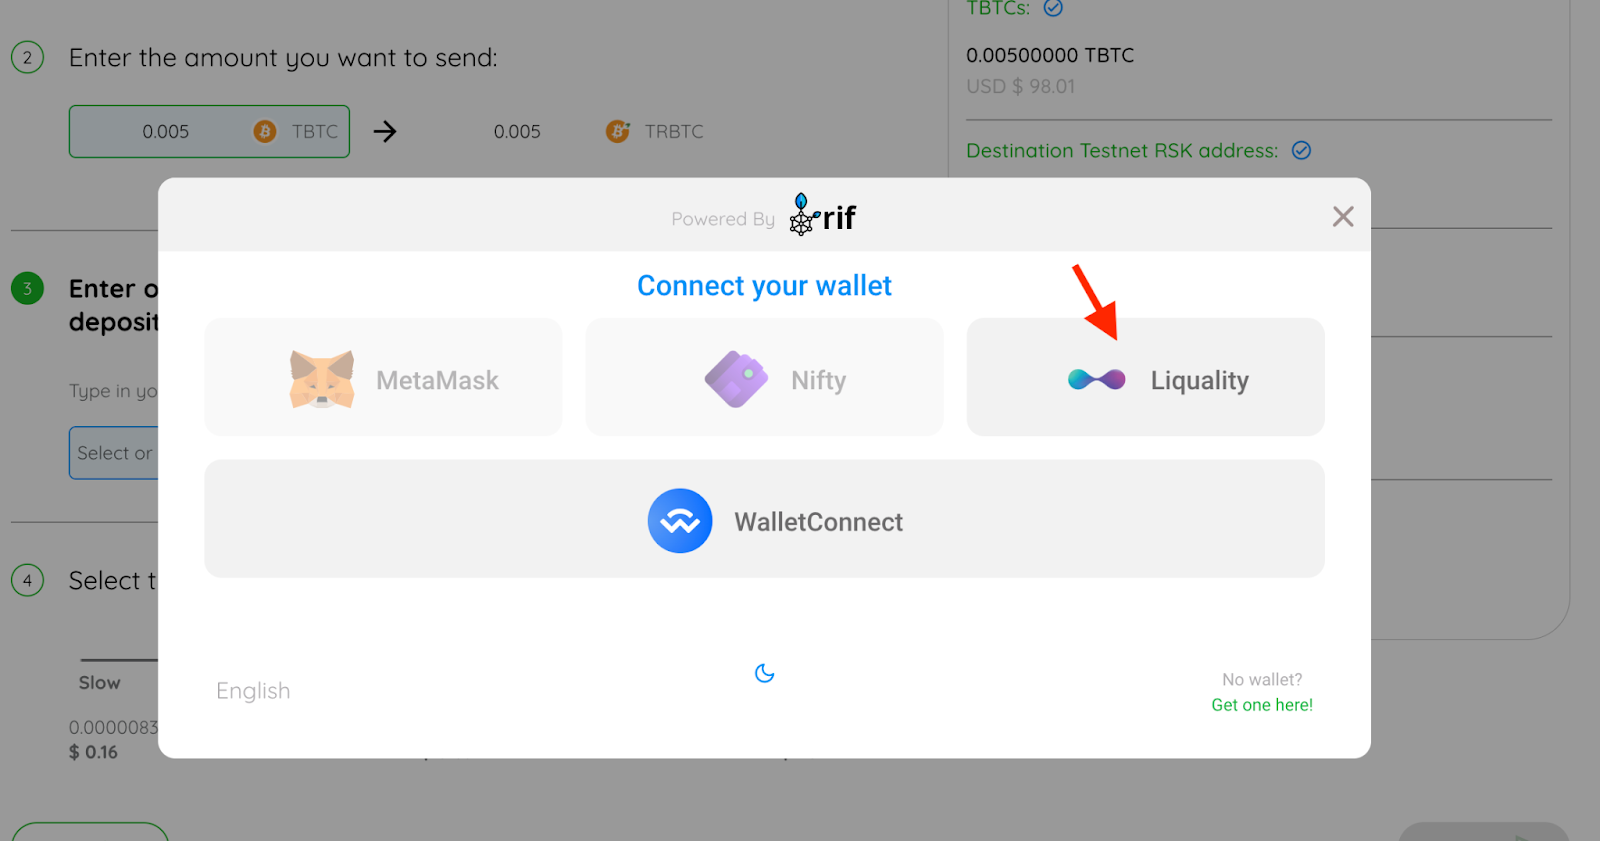 TBTCs:
2 Enter the amount you want to send:
0.00500000 TBTC
USD $ 98.01
0.005 TBTC → 0.005 TRBTC
Destination Testnet RSK address:
Powered By rif
Connect your wallet
3 Enter o
deposit
MetaMask
Nifty
Liquality
Type in yo
Select or
WalletConnect
4 Select t
Slow
0.0000083
$ 0.16
English
No wallet?
Get one here!